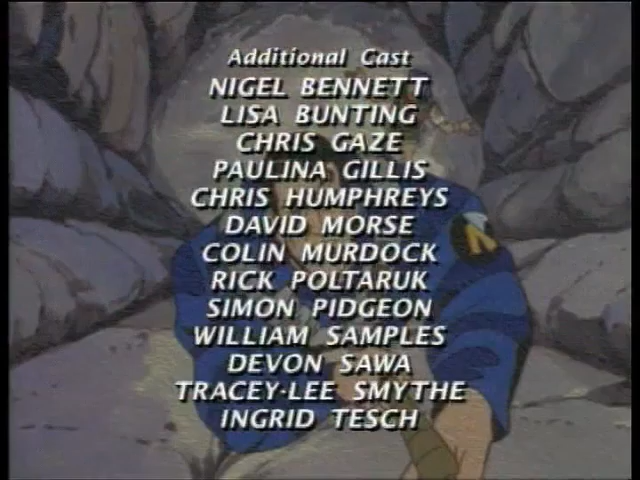 Additional Cast
NIGEL BENNETT
LISA BUNTING
CHRIS GAZE
PAULINA GILLIS
CHRIS HUMPHREYS
DAVID MORSE
COLIN MURDOCK
RICK POLTARUK
SIMON PIDGEON
WILLIAM SAMPLES
DEVON SAWA
TRACEY-LEE SMYTHE
INGRID TESCH